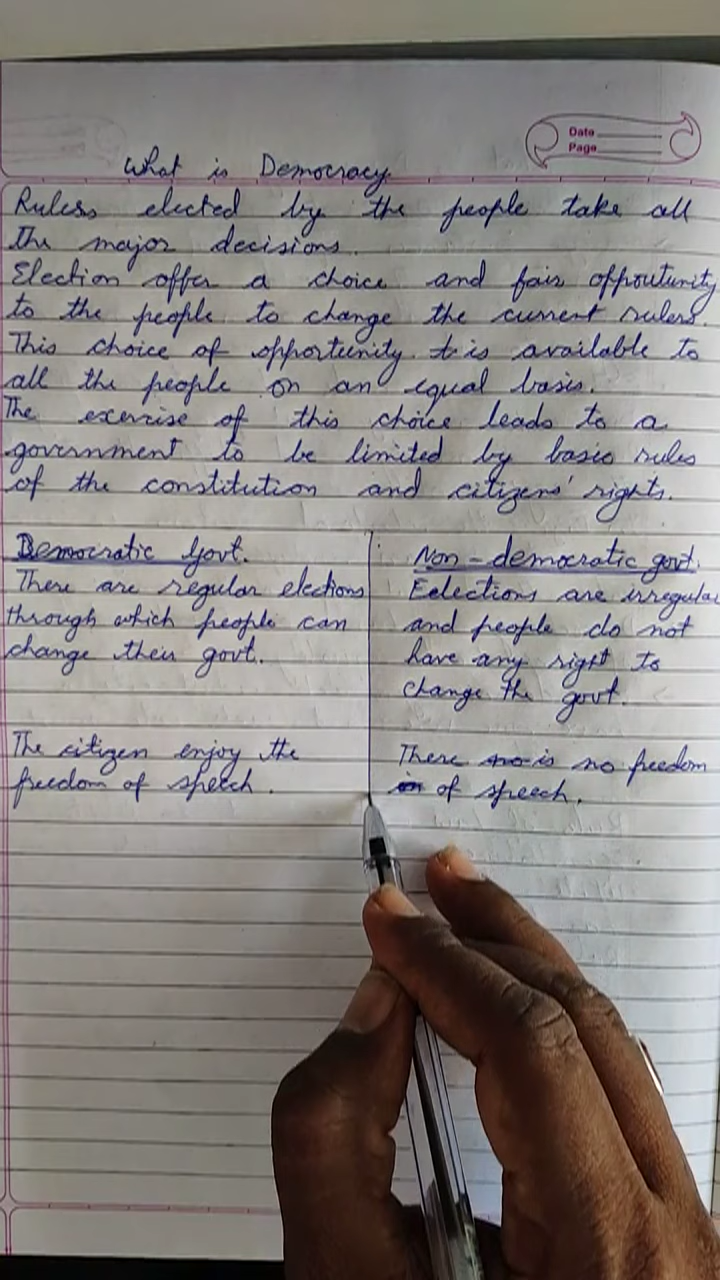 Date
Page
What is Democracy
Rulers elected by the people take all
the major decisions.
Election offer a choice and fair opportunity
to the people to change the current rulers.
This choice of opportunity is available to
all the people on an equal basis.
The exercise of this choice leads to a
government to be limited by basic rules
of the constitution and citizens' rights.
Democratic Govt.
There are regular elections
through which people can
change their govt.
The citizen enjoy the
freedom of speech.
Non-democratic govt.
Eelections are irregular
and people do not
have any right to
change the govt.
There is no freedom
of speech.